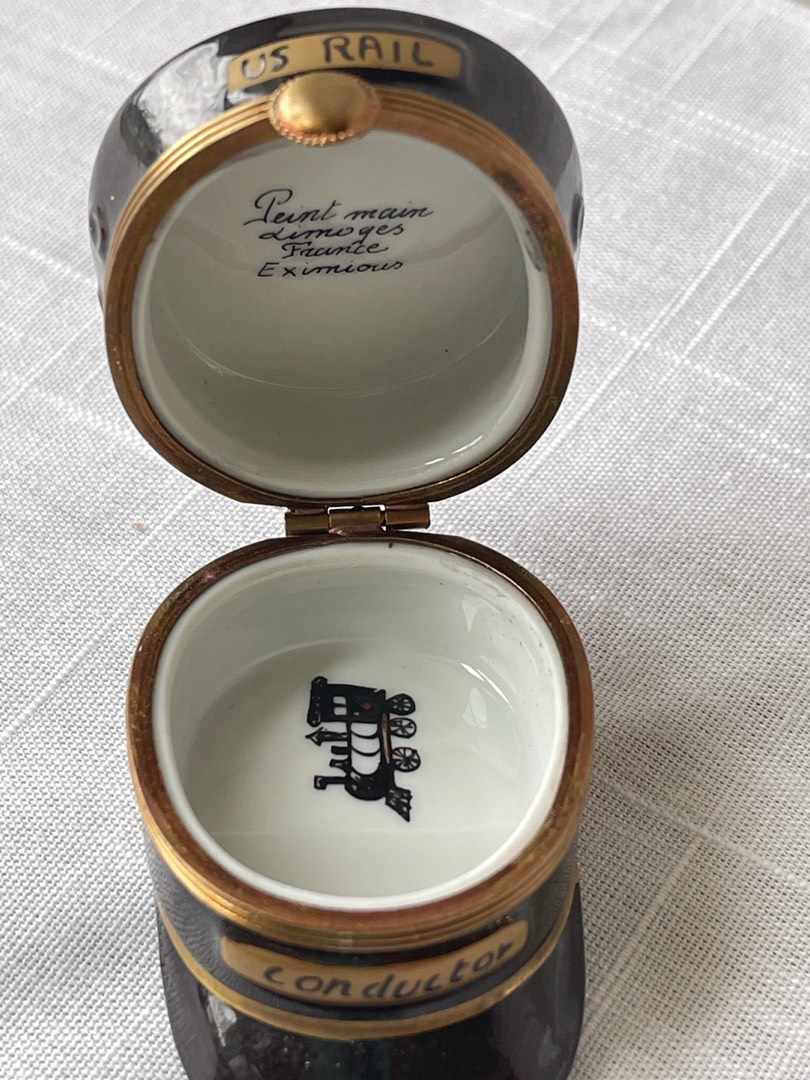 US RAIL
Peint main
Limoges
France
Eximious
conductor